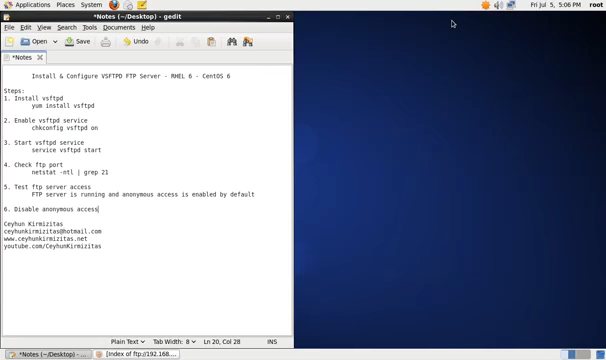 Applications Places System
Fri Jul 5, 5:06 PM root
*Notes (~/Desktop) - gedit
File Edit View Search Tools Documents Help
Open Save Undo
*Notes
Install & Configure VSFTPD FTP Server - RHEL 6 - CentOS 6
Steps:
1. Install vsftpd
yum install vsftpd
2. Enable vsftpd service
chkconfig vsftpd on
3. Start vsftpd service
service vsftpd start
4. Check ftp port
netstat -ntl | grep 21
5. Test ftp server access
FTP server is running and anonymous access is enabled by default
6. Disable anonymous access
Ceyhun Kirmizitas
ceyhunkirmizitas@hotmail.com
www.ceyhunkirmizitas.net
youtube.com/CeyhunKirmizitas
Plain Text Tab Width: 8 Ln 20, Col 28 INS
*Notes (~/Desktop) - ...
[Index of ftp://192.168....